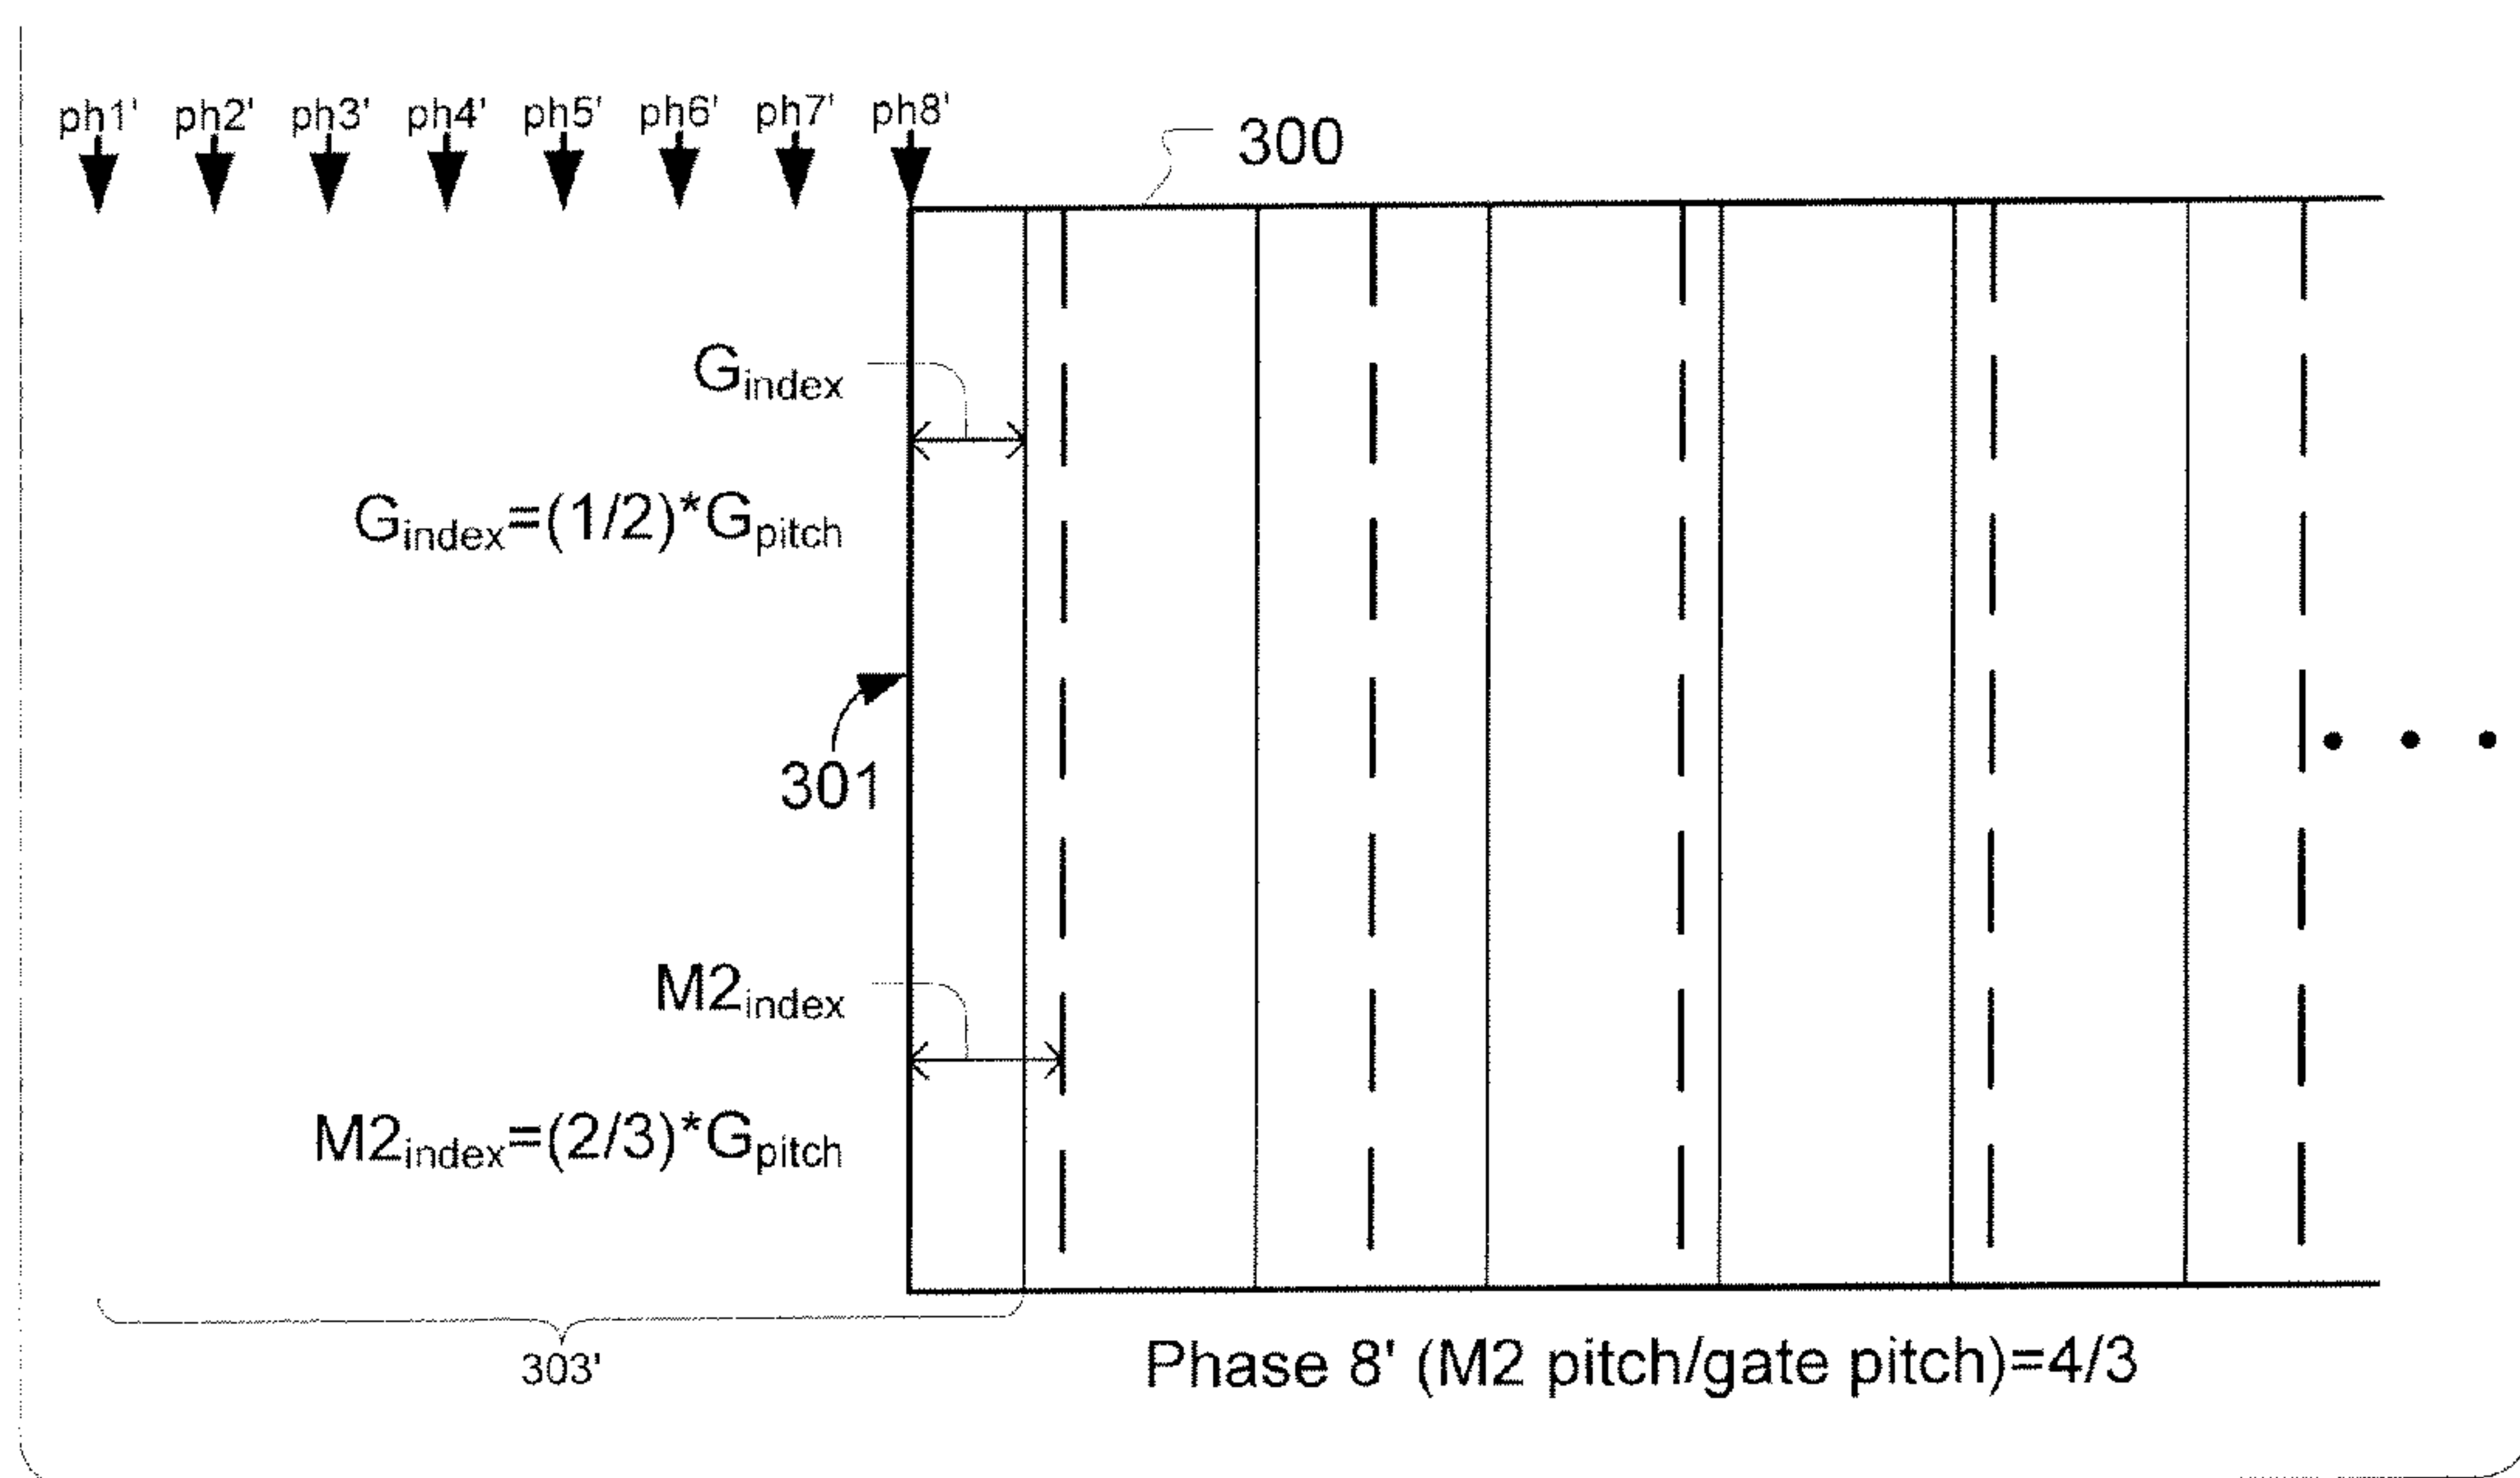 ph1' ph2' ph3' ph4' ph5' ph6' ph7' ph8'
300
Gindex
Gindex=(1/2)*Gpitch
301
M2index
M2index=(2/3)*Gpitch
303'
Phase 8' (M2 pitch/gate pitch)=4/3